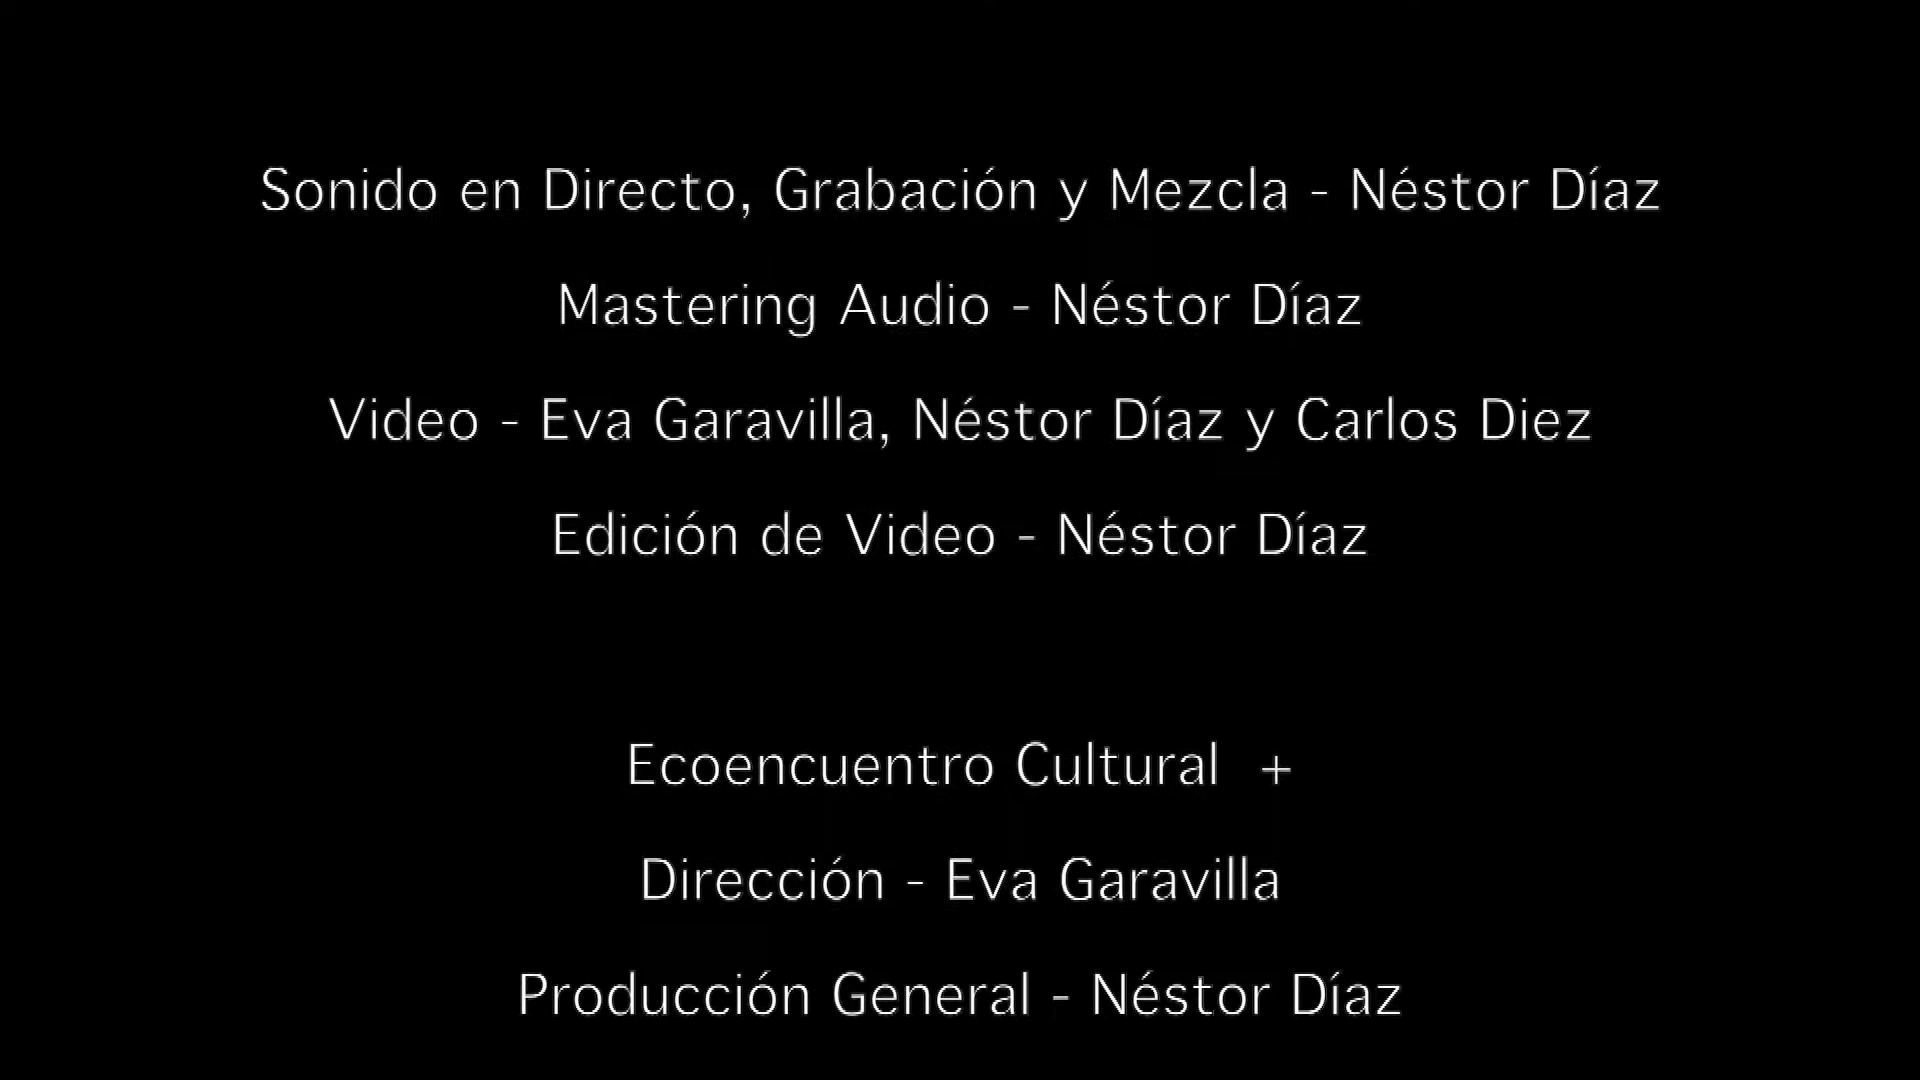 Sonido en Directo, Grabación y Mezcla - Néstor Díaz
Mastering Audio - Néstor Díaz
Video - Eva Garavilla, Néstor Díaz y Carlos Diez
Edición de Video - Néstor Díaz
Ecoencuentro Cultural +
Dirección - Eva Garavilla
Producción General - Néstor Díaz